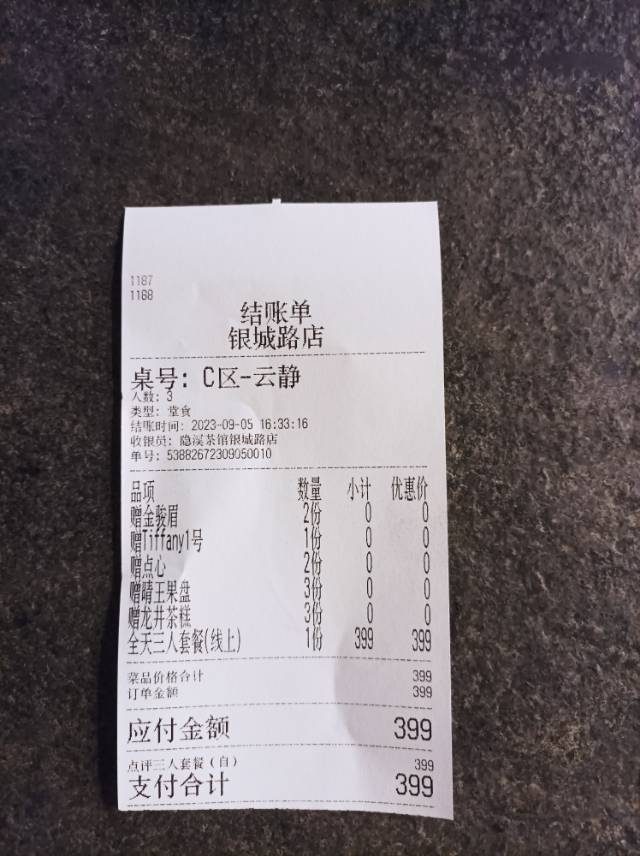 1187
1168
结账单
银城路店
桌号: C区-云静
人数: 3
类型: 堂食
结账时间: 2023-09-05 16:33:16
收银员: 隐溪茶馆银城路店
单号: 53882672309050010
品项 数量 小计 优惠价
赠金骏眉 2份 0 0
赠Tiffany1号 1份 0 0
赠点心 2份 0 0
赠晴王果盘 3份 0 0
赠龙井茶糕 3份 0 0
全天三人套餐(线上) 1份 399 399
菜品价格合计 399
订单金额 399
应付金额 399
点评三人套餐(自) 399
支付合计 399